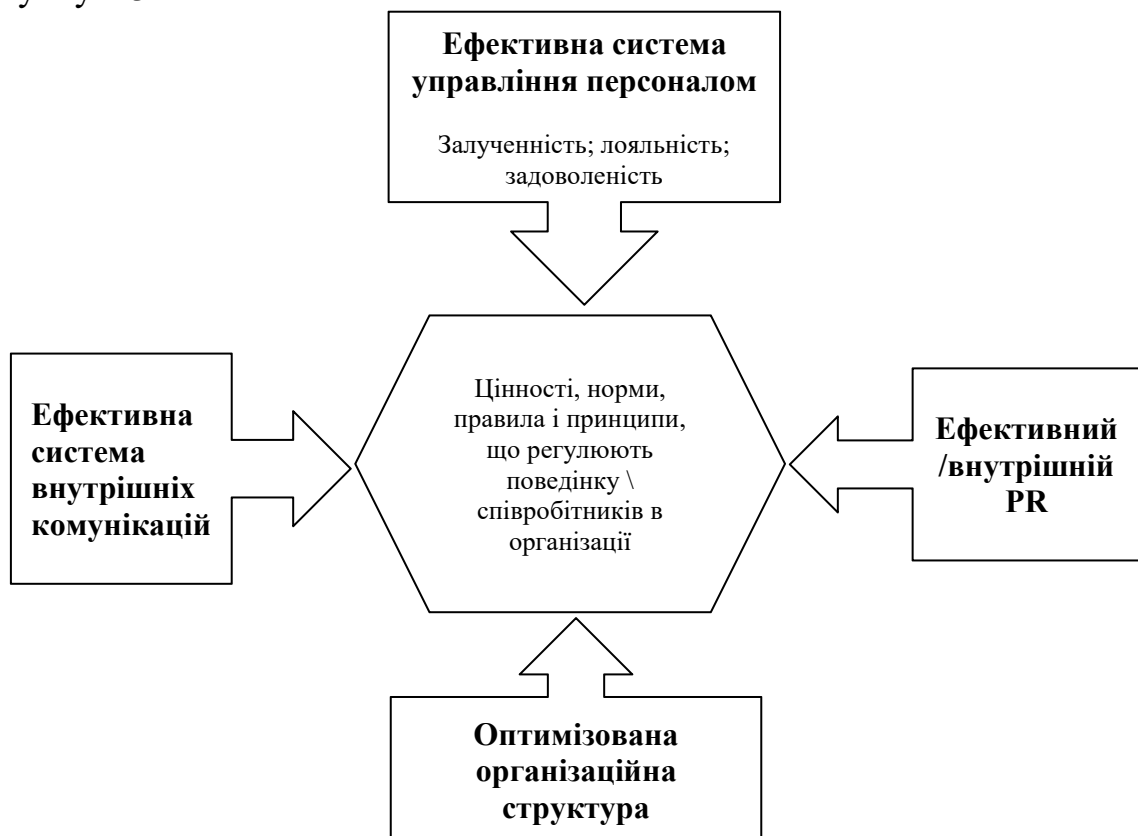 Ефективна система
управління персоналом
Залученність; лояльність;
задоволеність
Ефективна
система
внутрішніх
комунікацій
Цінності, норми,
правила і принципи,
що регулюють
поведінку \
співробітників в
організації
Ефективний
/внутрішній
PR
Оптимізована
організаційна
структура